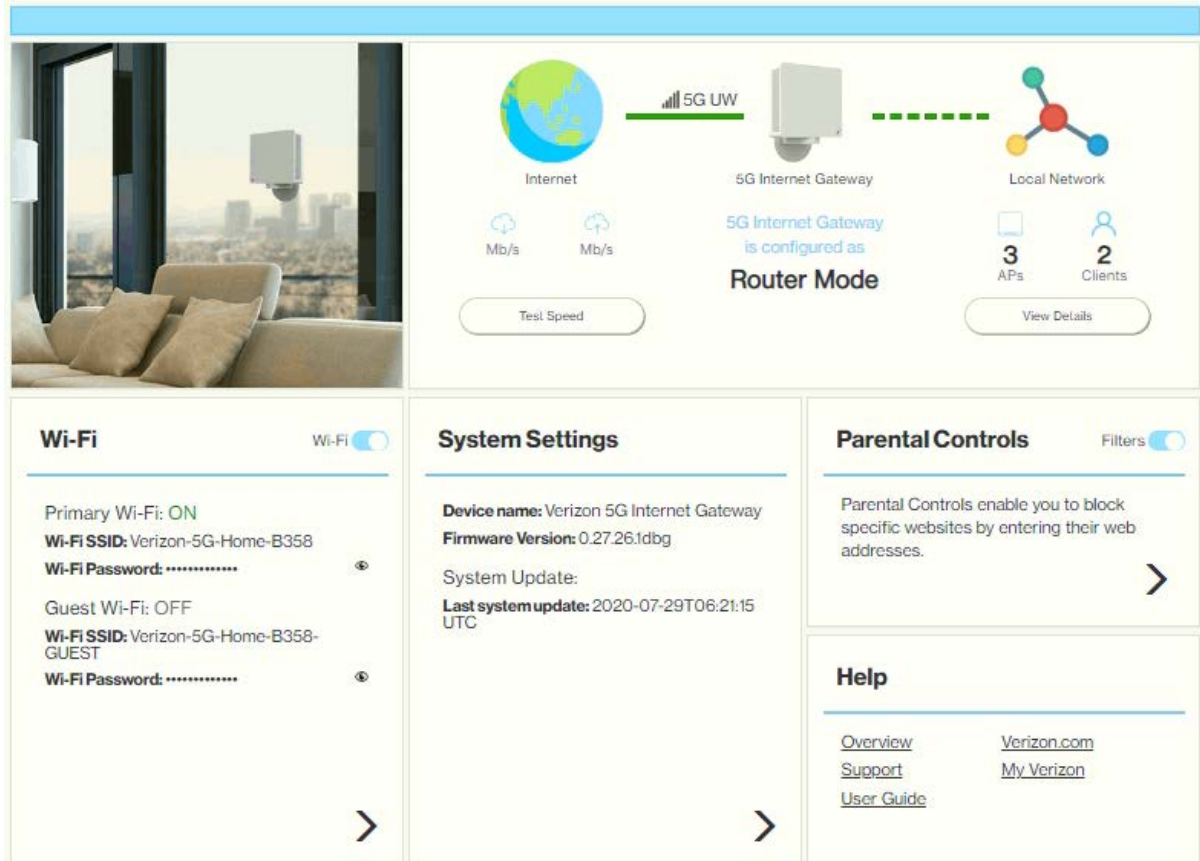 5G UW
Internet
5G Internet Gateway
Local Network
Mb/s
Mb/s
5G Internet Gateway
is configured as
Router Mode
3
APs
2
Clients
Test Speed
View Details
Wi-Fi
Wi-Fi
Primary Wi-Fi: ON
Wi-Fi SSID: Verizon-5G-Home-B358
Wi-Fi Password: •••••••••••••
Guest Wi-Fi: OFF
Wi-Fi SSID: Verizon-5G-Home-B358-
GUEST
Wi-Fi Password: •••••••••••••
System Settings
Device name: Verizon 5G Internet Gateway
Firmware Version: 0.27.26.1dbg
System Update:
Last system update: 2020-07-29T06:21:15
UTC
Parental Controls
Filters
Parental Controls enable you to block
specific websites by entering their web
addresses.
Help
Overview
Verizon.com
Support
My Verizon
User Guide